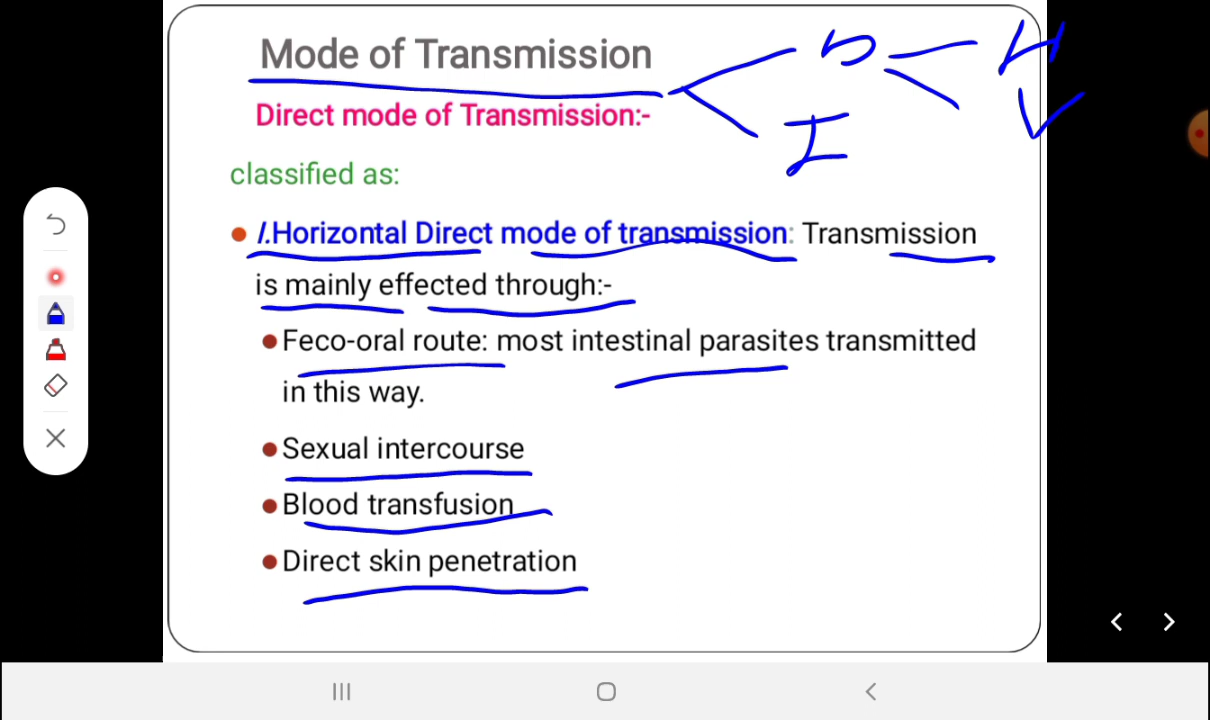 Mode of Transmission
D H
I V
Direct mode of Transmission:-
classified as:
I.Horizontal Direct mode of transmission: Transmission
is mainly effected through:-
Feco-oral route: most intestinal parasites transmitted
in this way.
Sexual intercourse
Blood transfusion
Direct skin penetration